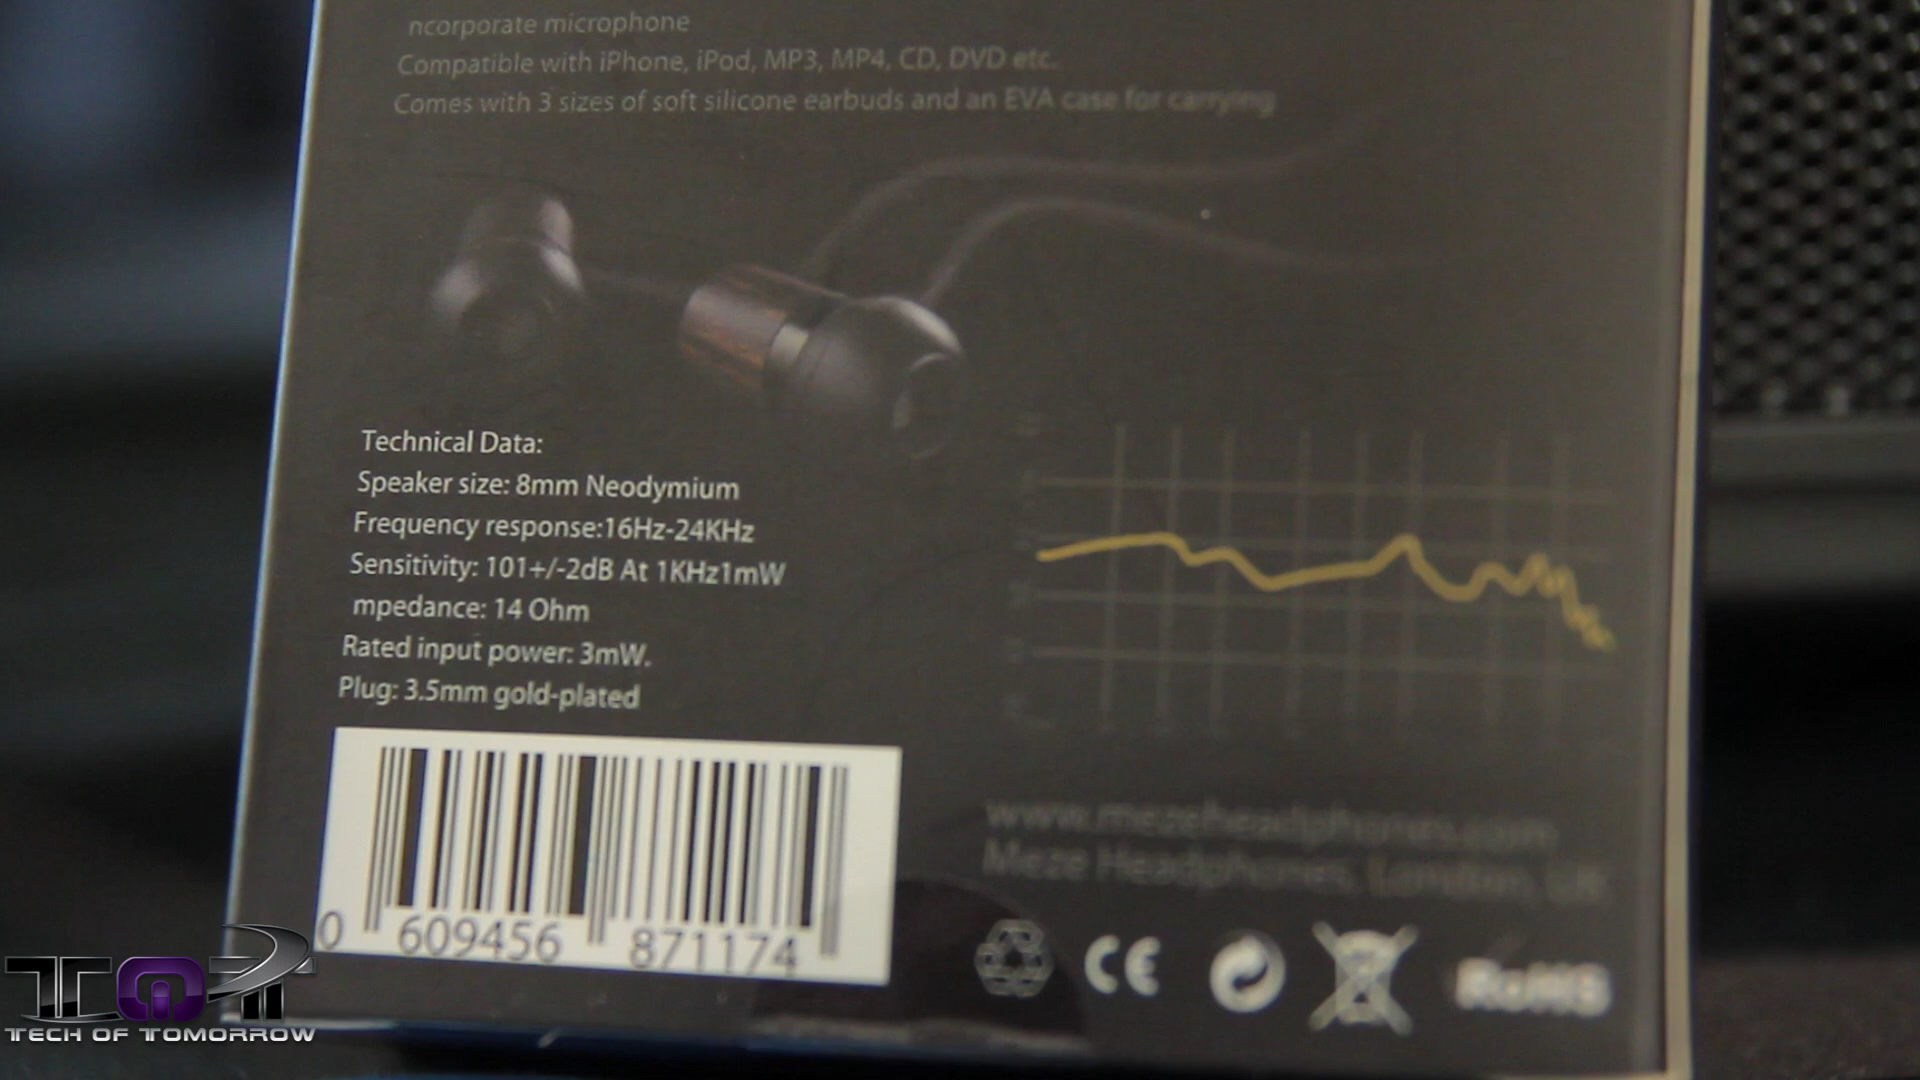 ncorporate microphone
Compatible with iPhone, iPod, MP3, MP4, CD, DVD etc.
Comes with 3 sizes of soft silicone earbuds and an EVA case for carrying
Technical Data:
Speaker size: 8mm Neodymium
Frequency response:16Hz-24KHz
Sensitivity: 101+/-2dB At 1KHz1mW
mpedance: 14 Ohm
Rated input power: 3mW.
Plug: 3.5mm gold-plated
0 609456 871174
www.mezeheadphones.com
Meze Headphones, London, UK
CE
RoHS
TOT
TECH OF TOMORROW